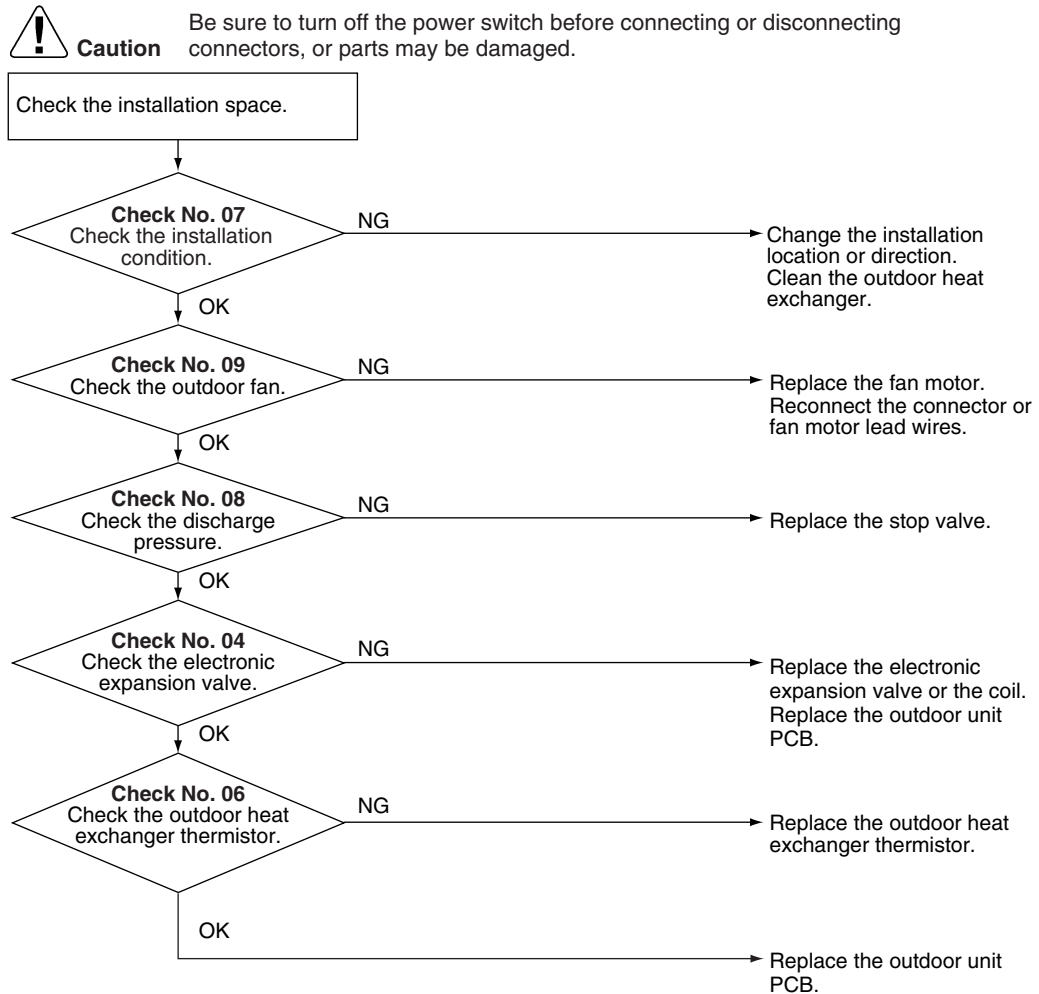 Be sure to turn off the power switch before connecting or disconnecting
Caution connectors, or parts may be damaged.
Check the installation space.
Check No. 07
Check the installation
condition.
NG
Change the installation
location or direction.
Clean the outdoor heat
exchanger.
OK
Check No. 09
Check the outdoor fan.
NG
Replace the fan motor.
Reconnect the connector or
fan motor lead wires.
OK
Check No. 08
Check the discharge
pressure.
NG
Replace the stop valve.
OK
Check No. 04
Check the electronic
expansion valve.
NG
Replace the electronic
expansion valve or the coil.
Replace the outdoor unit
PCB.
OK
Check No. 06
Check the outdoor heat
exchanger thermistor.
NG
Replace the outdoor heat
exchanger thermistor.
OK
Replace the outdoor unit
PCB.